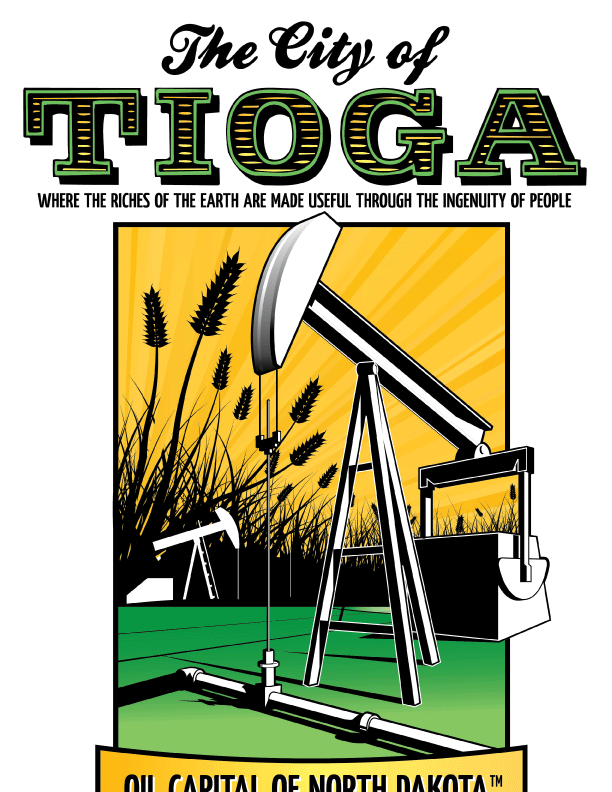 The City of
TIOGA
WHERE THE RICHES OF THE EARTH ARE MADE USEFUL THROUGH THE INGENUITY OF PEOPLE
OIL CAPITAL OF NORTH DAKOTA™